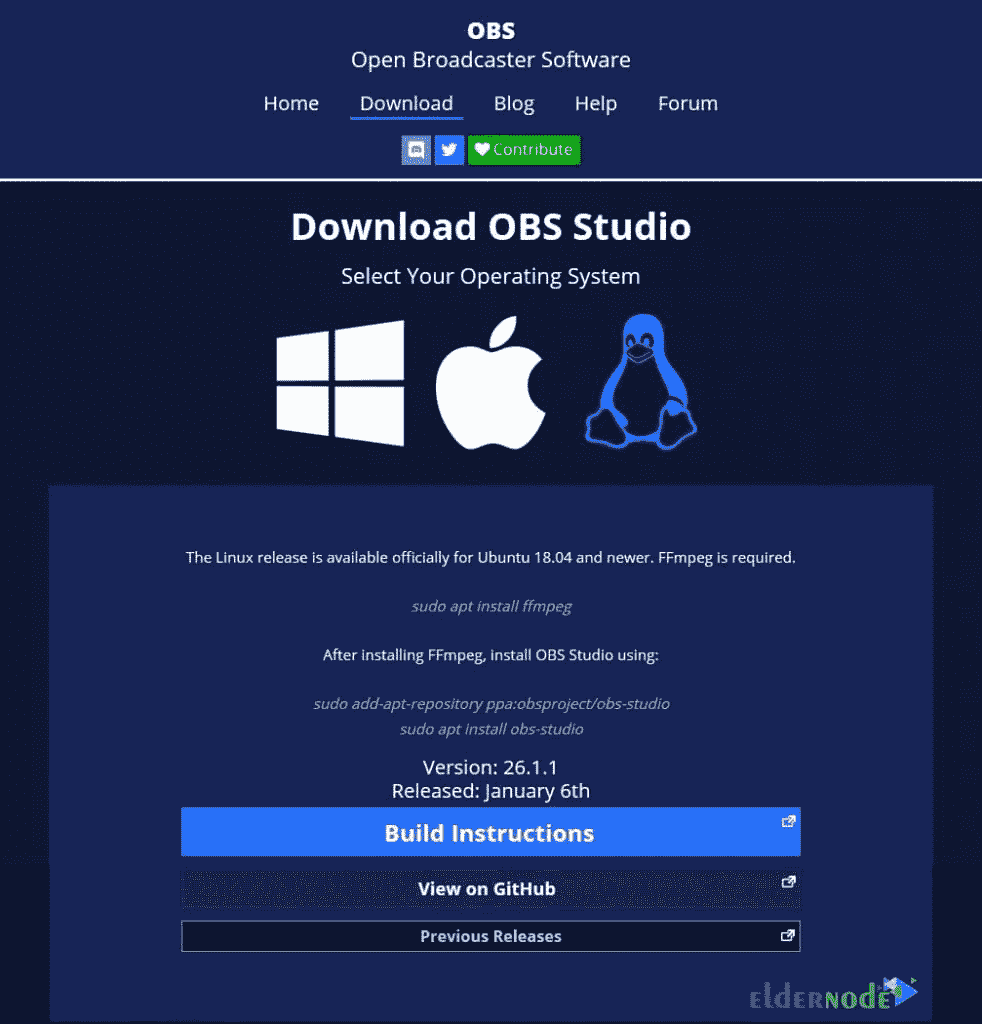 OBS
Open Broadcaster Software
Home Download Blog Help Forum
Contribute
Download OBS Studio
Select Your Operating System
The Linux release is available officially for Ubuntu 18.04 and newer. FFmpeg is required.
sudo apt install ffmpeg
After installing FFmpeg, install OBS Studio using:
sudo add-apt-repository ppa:obsproject/obs-studio
sudo apt install obs-studio
Version: 26.1.1
Released: January 6th
Build Instructions
View on GitHub
Previous Releases
eldernode